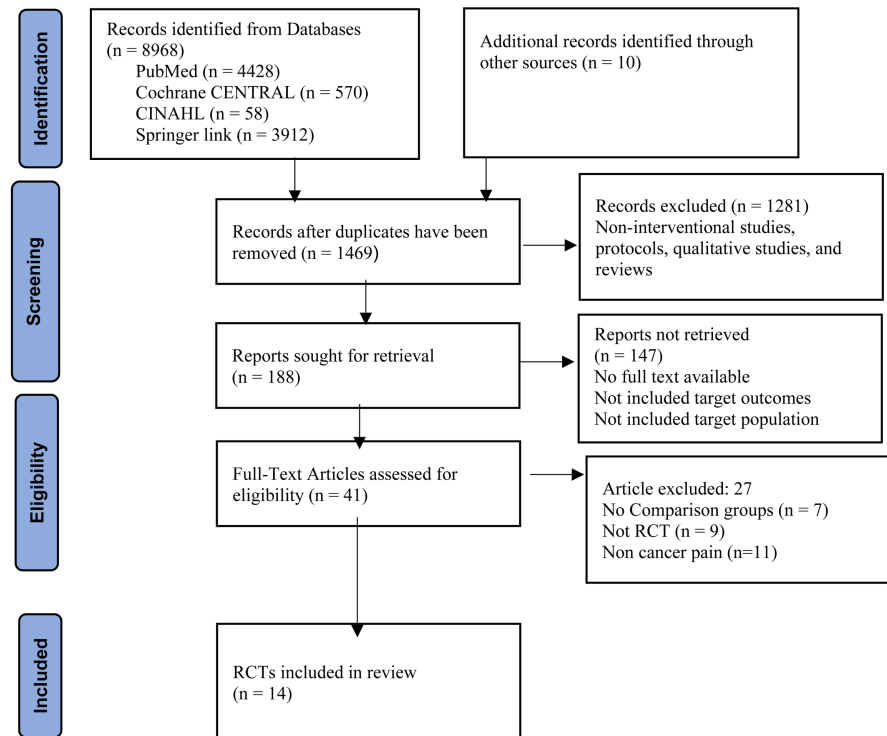 Identification
Records identified from Databases
(n = 8968)
PubMed (n = 4428)
Cochrane CENTRAL (n = 570)
CINAHL (n = 58)
Springer link (n = 3912)
Additional records identified through
other sources (n = 10)
Screening
Records after duplicates have been
removed (n = 1469)
Records excluded (n = 1281)
Non-interventional studies,
protocols, qualitative studies, and
reviews
Reports sought for retrieval
(n = 188)
Reports not retrieved
(n = 147)
No full text available
Not included target outcomes
Not included target population
Eligibility
Full-Text Articles assessed for
eligibility (n = 41)
Article excluded: 27
No Comparison groups (n = 7)
Not RCT (n = 9)
Non cancer pain (n=11)
Included
RCTs included in review
(n = 14)